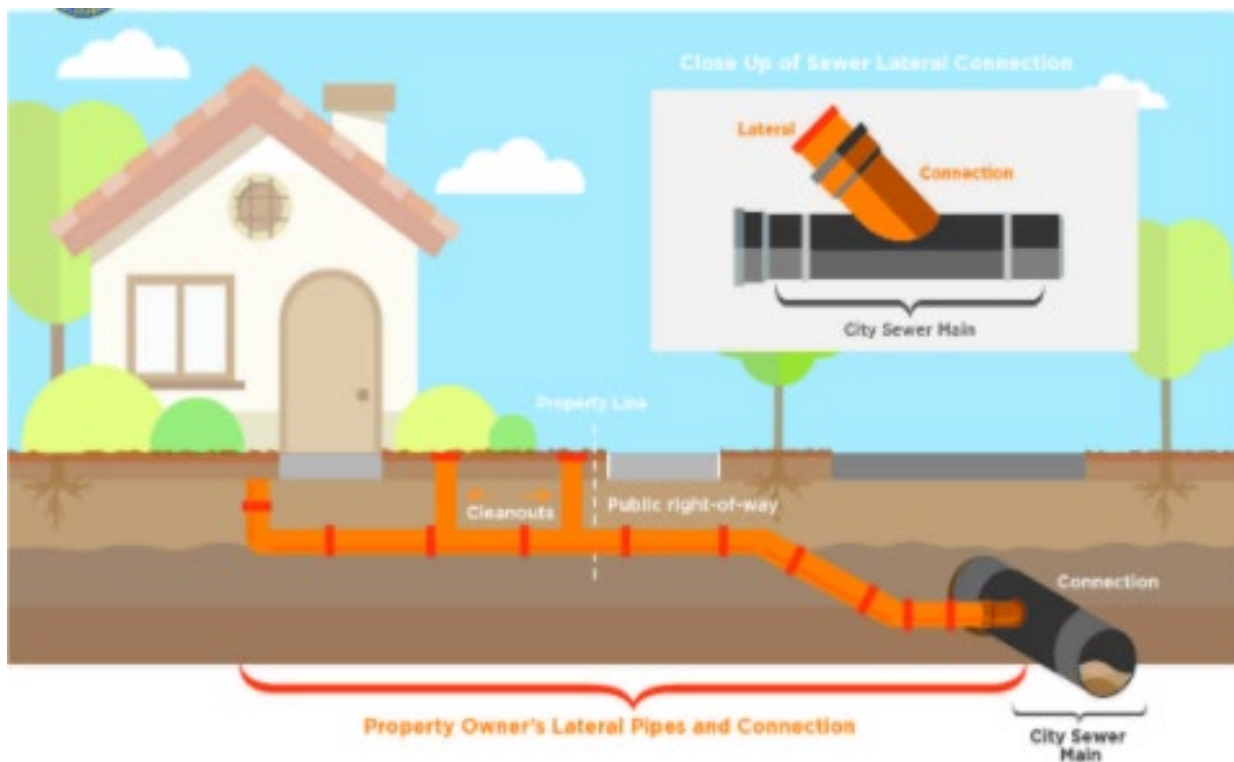 Close Up of Sewer Lateral Connection
Lateral
Connection
City Sewer Main
Property Line
Cleanouts
Public right-of-way
Connection
Property Owner's Lateral Pipes and Connection
City Sewer
Main